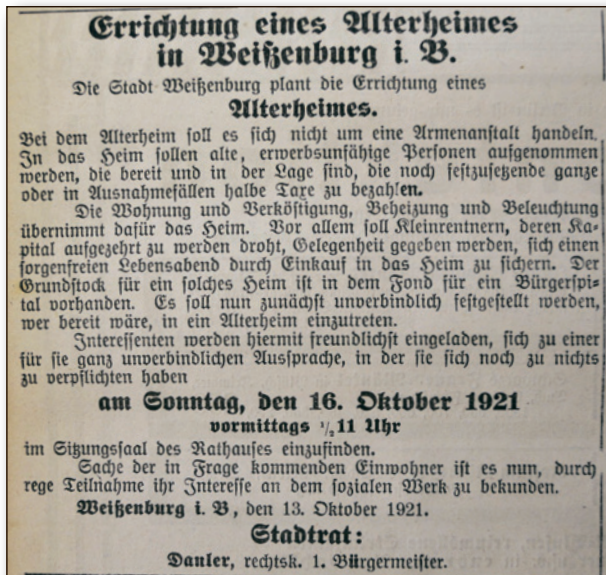 Errichtung eines Alterheimes
in Weißenburg i. B.
Die Stadt Weißenburg plant die Errichtung eines
Alterheimes.
Bei dem Alterheim soll es sich nicht um eine Armenanstalt handeln.
In das Heim sollen alte, erwerbsunfähige Personen aufgenommen
werden, die bereit und in der Lage sind, die noch festzusetzende ganze
oder in Ausnahmefällen halbe Taxe zu bezahlen.
Die Wohnung und Verköstigung, Beheizung und Beleuchtung
übernimmt dafür das Heim. Vor allem soll Kleinrentnern, deren Ka-
pital aufgezehrt zu werden droht, Gelegenheit gegeben werden, sich einen
sorgenfreien Lebensabend durch Einkauf in das Heim zu sichern. Der
Grundstock für ein solches Heim ist in dem Fond für ein Bürgerspi-
tal vorhanden. Es soll nun zunächst unverbindlich festgestellt werden,
wer bereit wäre, in ein Alterheim einzutreten.
Interessenten werden hiermit freundlichst eingeladen, sich zu einer
für sie ganz unverbindlichen Aussprache, in der sie sich noch zu nichts
zu verpflichten haben
am Sonntag, den 16. Oktober 1921
vormittags ½11 Uhr
im Sitzungssaal des Rathauses einzufinden.
Sache der in Frage kommenden Einwohner ist es nun, durch
rege Teilnahme ihr Interesse an dem sozialen Werk zu bekunden.
Weißenburg i. B, den 13. Oktober 1921.
Stadtrat:
Danler, rechtsk. 1. Bürgermeister.